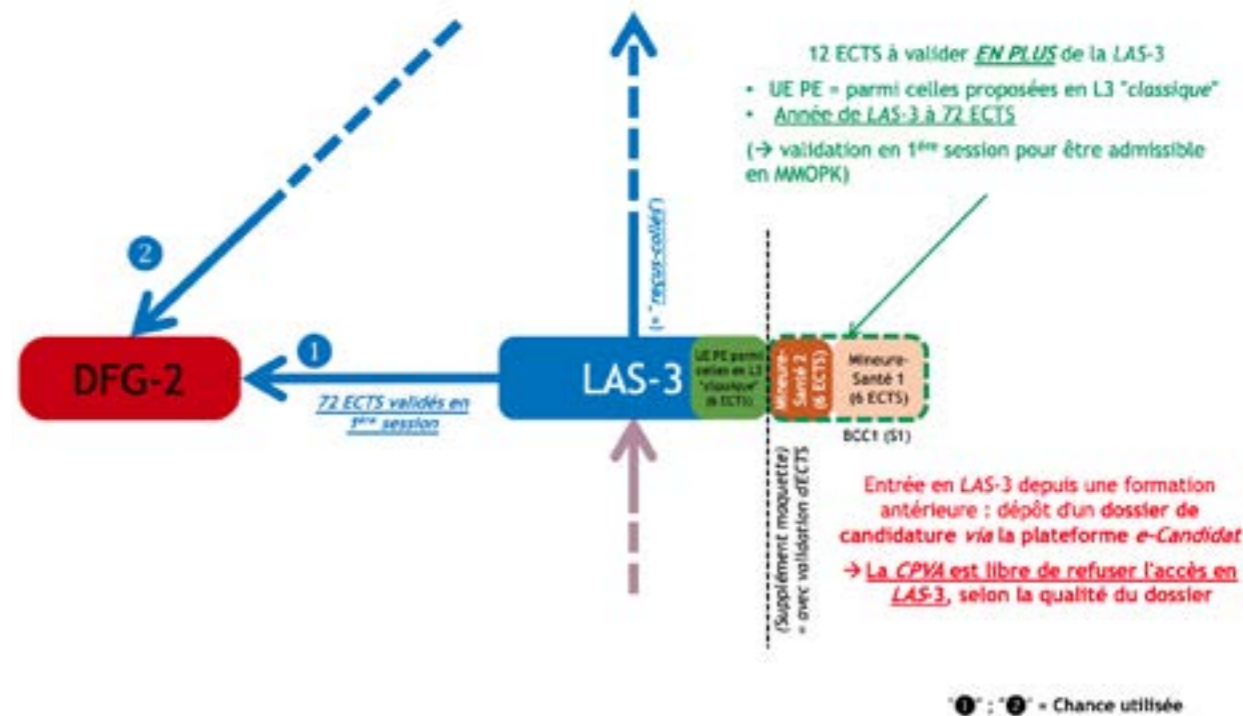 12 ECTS à valider EN PLUS de la LAS-3
• UE PE = parmi celles proposées en L3 "classique"
• Année de LAS-3 à 72 ECTS
(→ validation en 1ère session pour être admissible
en MMOPK)
2
(= "reçus-collés")
DFG-2
1
72 ECTS validés en
1ère session
LAS-3
UE PE parmi
celles en L3
"classique"
(6 ECTS)
Mineure-
Santé 2
(6 ECTS)
Mineure-
Santé 1
(6 ECTS)
BCC1 (S1)
(Supplément maquette)
= avec validation d'ECTS
Entrée en LAS-3 depuis une formation
antérieure : dépôt d'un dossier de
candidature via la plateforme e-Candidat
→ La CPVA est libre de refuser l'accès en
LAS-3, selon la qualité du dossier
"❶" ; "❷" = Chance utilisée